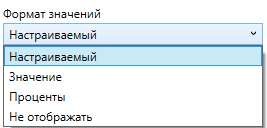 Формат значений
Настраиваемый
Настраиваемый
Значение
Проценты
Не отображать